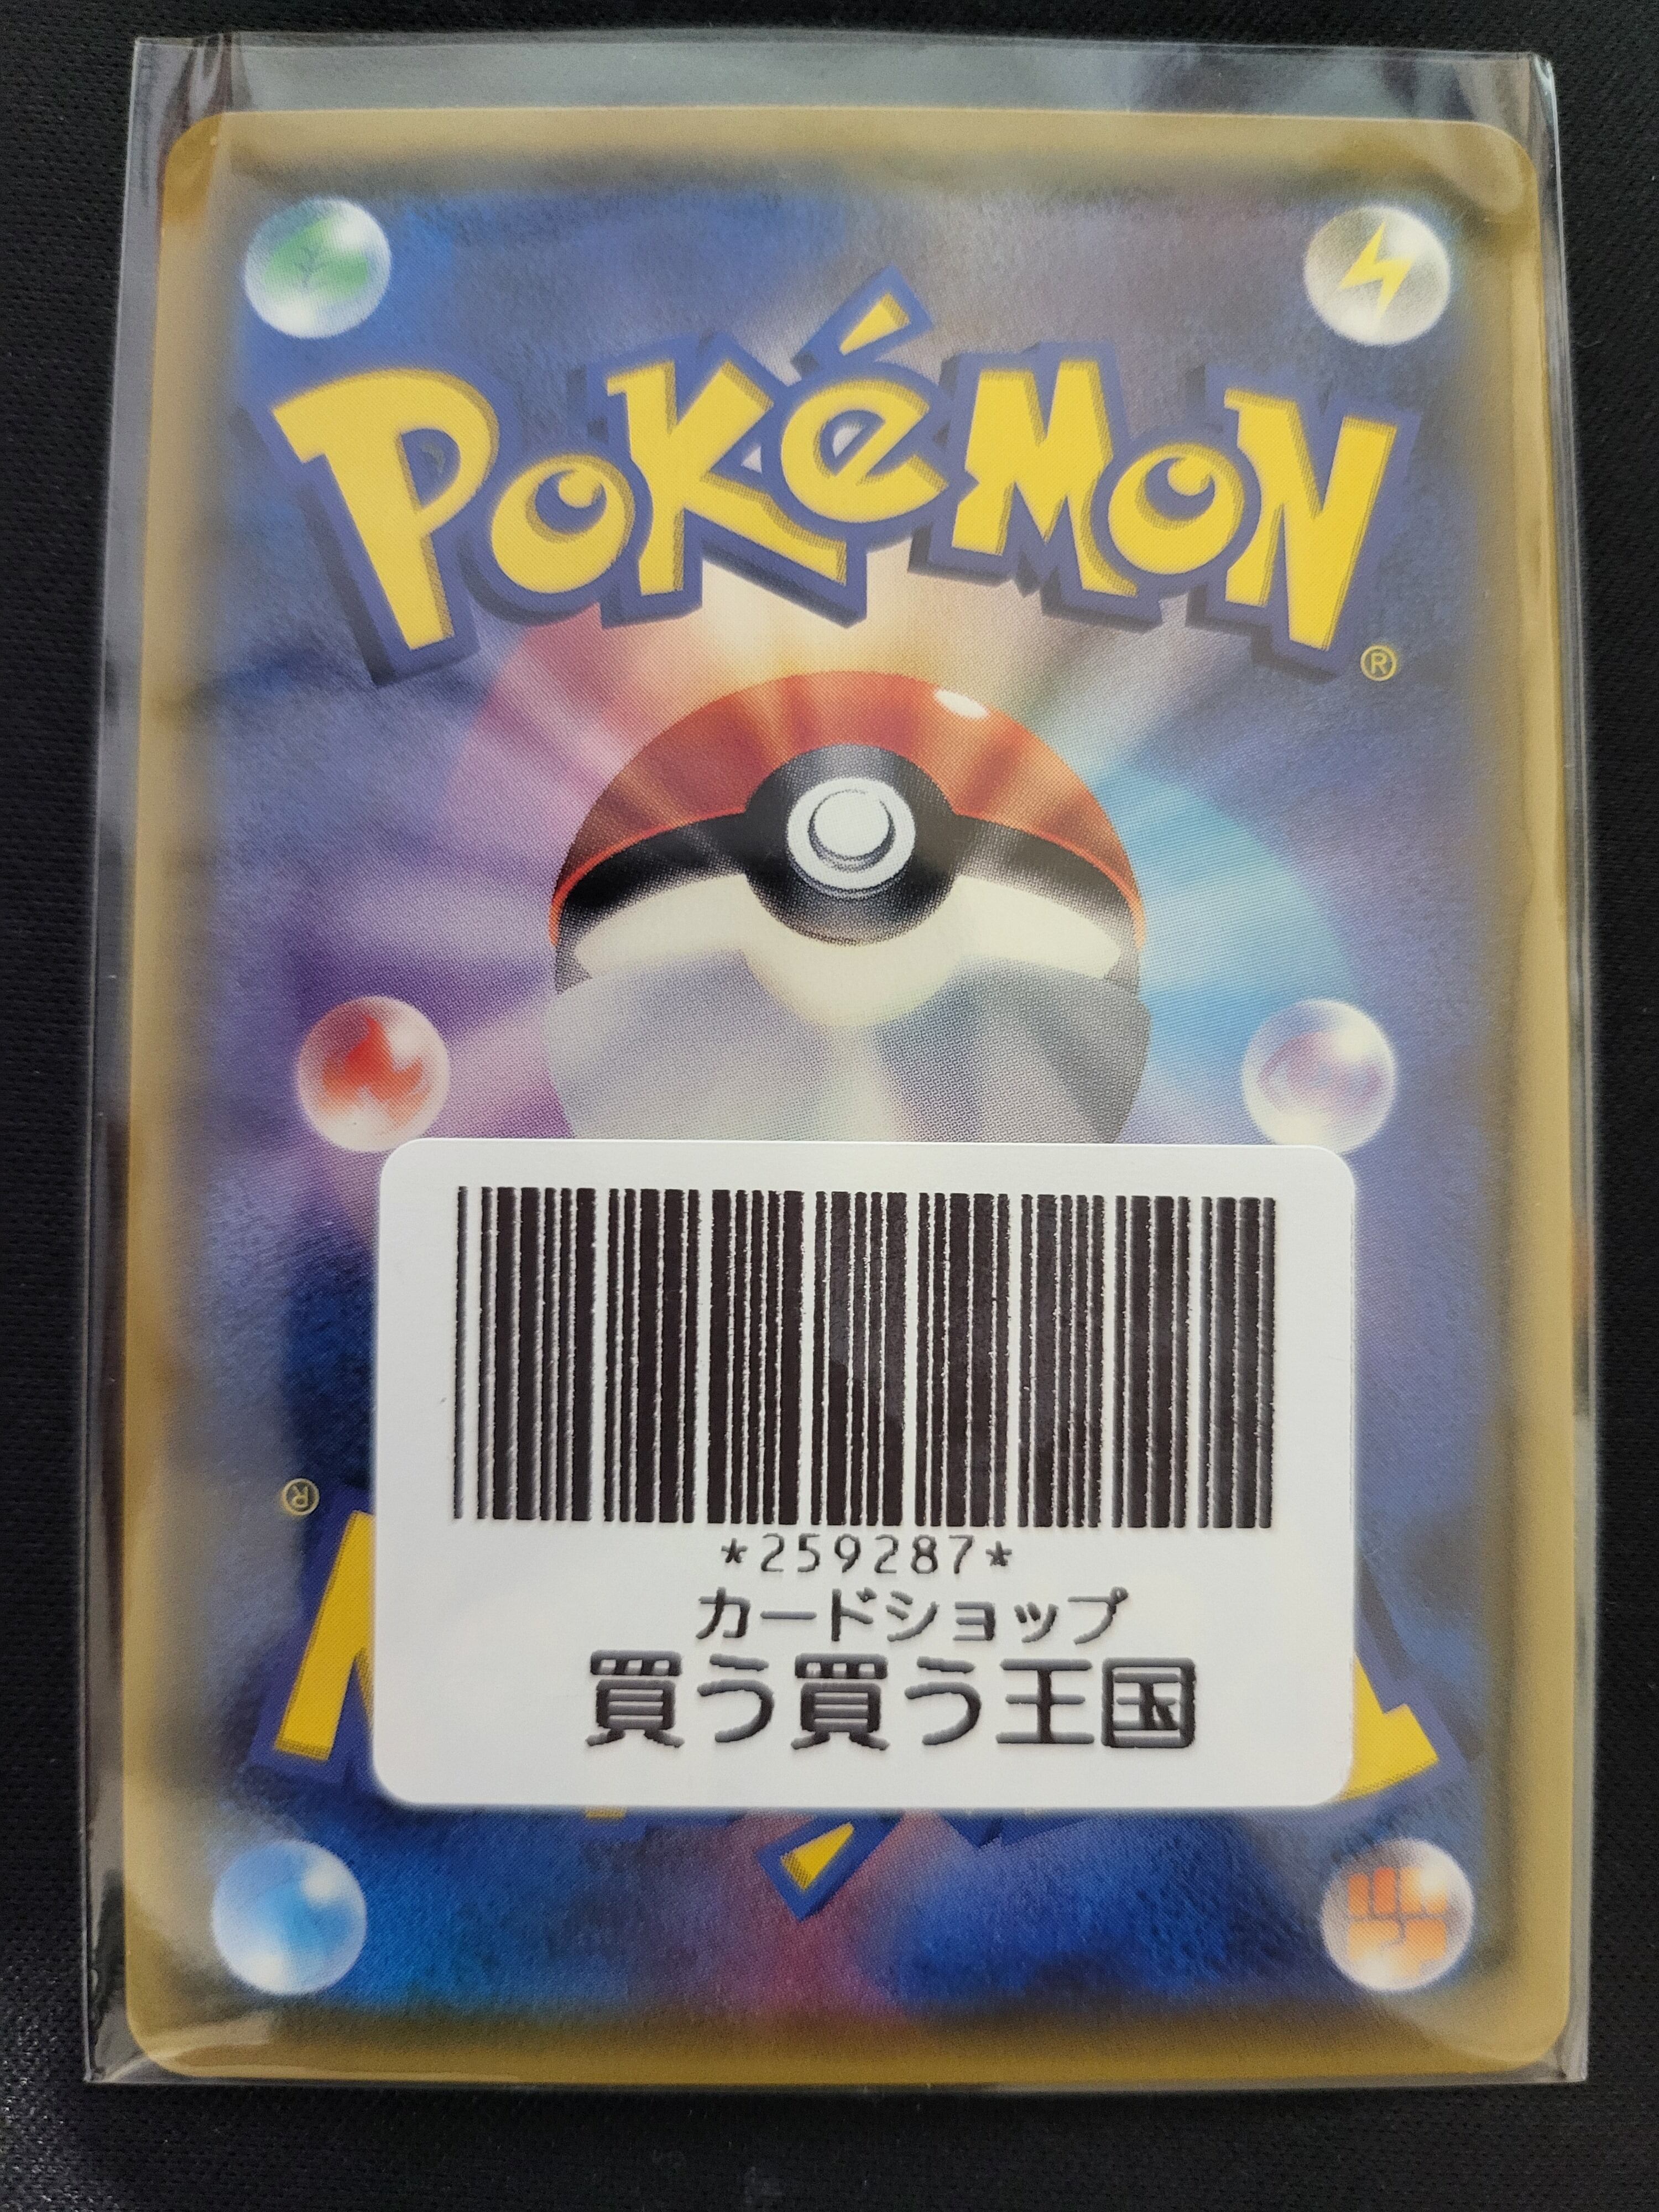 Pokémon
®
®
*259287*
カードショップ
買う買う王国